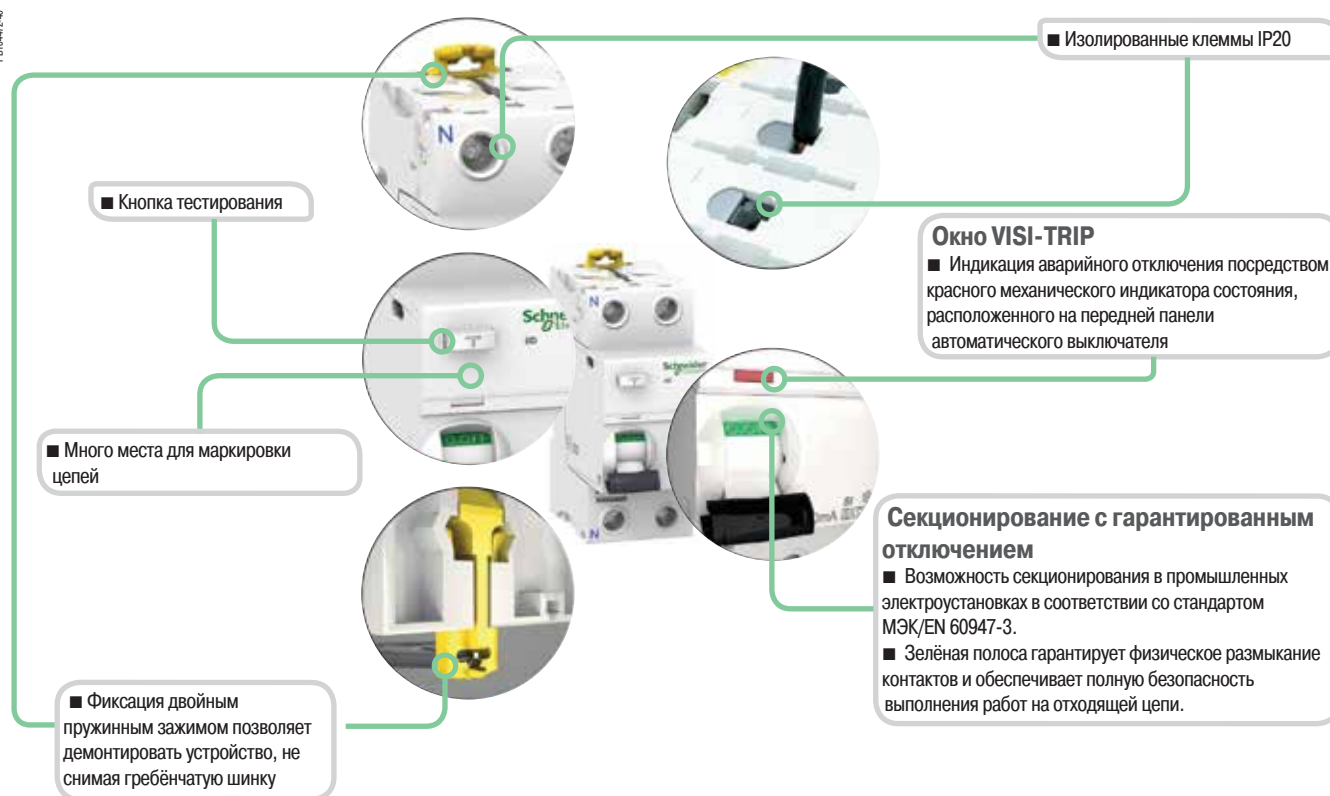 ■ Изолированные клеммы IP20
N
■ Кнопка тестирования
Окно VISI-TRIP
■ Индикация аварийного отключения посредством
красного механического индикатора состояния,
расположенного на передней панели
автоматического выключателя
N
Schneider
T
■ Много места для маркировки
цепей
N
Секционирование с гарантированным
отключением
■ Возможность секционирования в промышленных
электроустановках в соответствии со стандартом
МЭК/EN 60947-3.
■ Зелёная полоса гарантирует физическое размыкание
контактов и обеспечивает полную безопасность
выполнения работ на отходящей цепи.
■ Фиксация двойным
пружинным зажимом позволяет
демонтировать устройство, не
снимая гребёнчатую шинку